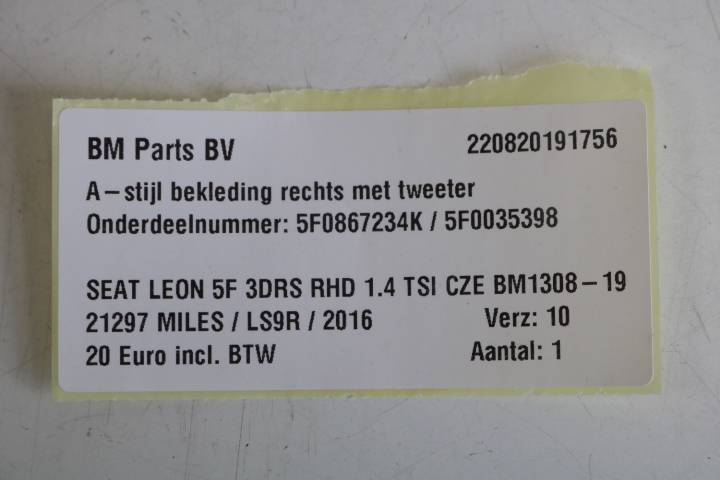 BM Parts BV 220820191756
A-stijl bekleding rechts met tweeter
Onderdeelnummer: 5F0867234K / 5F0035398
SEAT LEON 5F 3DRS RHD 1.4 TSI CZE BM1308-19
21297 MILES / LS9R / 2016 Verz: 10
20 Euro incl. BTW Aantal: 1